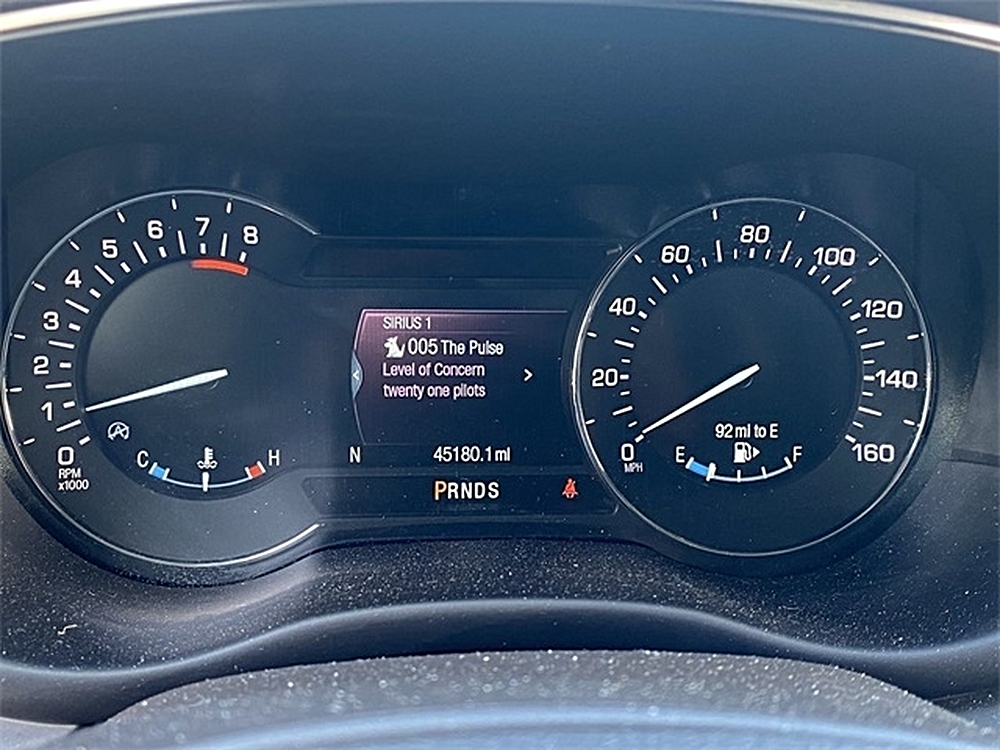 0 1 2 3 4 5 6 7 8
RPM
x1000
C H
SIRIUS 1
005 The Pulse
Level of Concern
twenty one pilots
>
N 45180.1 mi
PRNDS
0 20 40 60 80 100 120 140 160
MPH
92 mi to E
E F